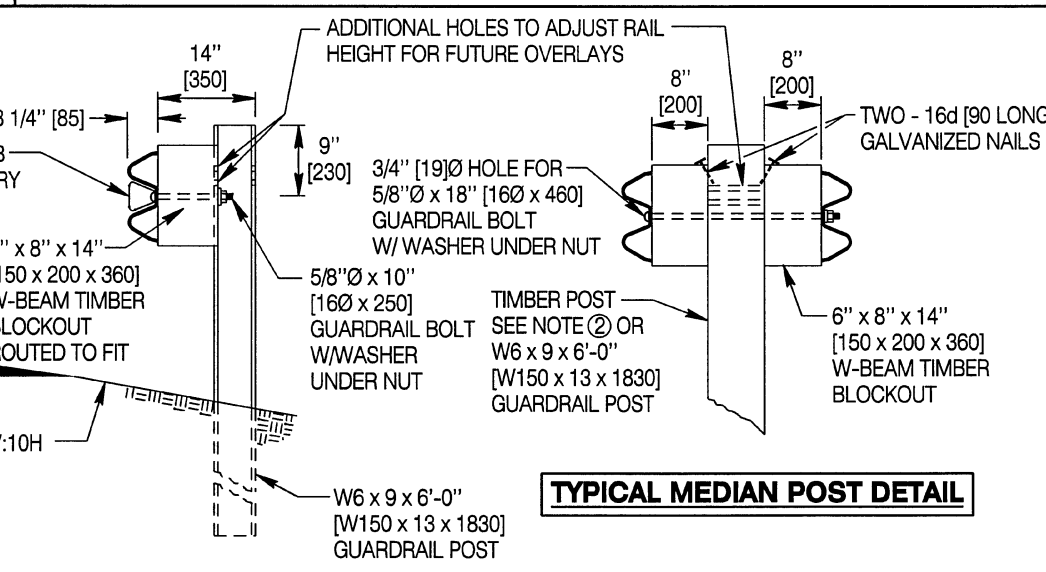 ADDITIONAL HOLES TO ADJUST RAIL
HEIGHT FOR FUTURE OVERLAYS
14"
[350]
1/4" [85]
9"
[230]
" x 8" x 14"
x 200 x 360]
TIMBER
TO FIT
5/8"Ø x 10"
[16Ø x 250]
GUARDRAIL BOLT
W/WASHER
UNDER NUT
:10H
W6 x 9 x 6'-0"
[W150 x 13 x 1830]
GUARDRAIL POST
8"
[200]
8"
[200]
TWO - 16d [90 LONG
GALVANIZED NAILS
3/4" [19]Ø HOLE FOR
5/8"Ø x 18" [16Ø x 460]
GUARDRAIL BOLT
W/ WASHER UNDER NUT
TIMBER POST
SEE NOTE ② OR
W6 x 9 x 6'-0"
[W150 x 13 x 1830]
GUARDRAIL POST
6" x 8" x 14"
[150 x 200 x 360]
W-BEAM TIMBER
BLOCKOUT
TYPICAL MEDIAN POST DETAIL